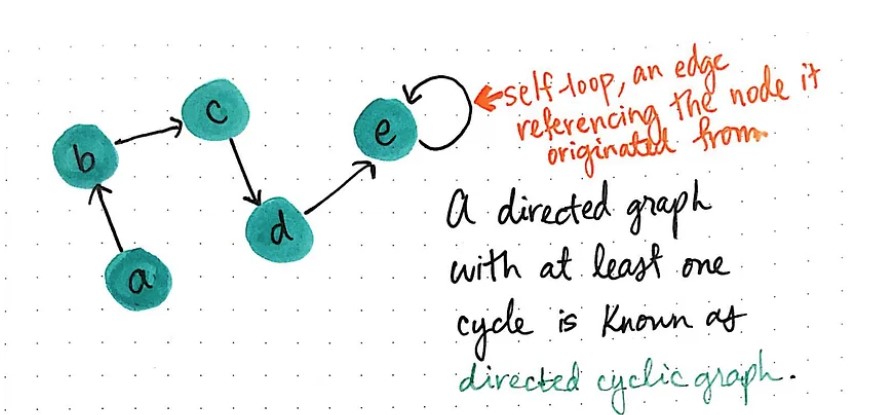 c
b
e
d
a
self-loop, an edge
referencing the node it
originated from
A directed graph
with at least one
cycle is known as
directed cyclic graph.